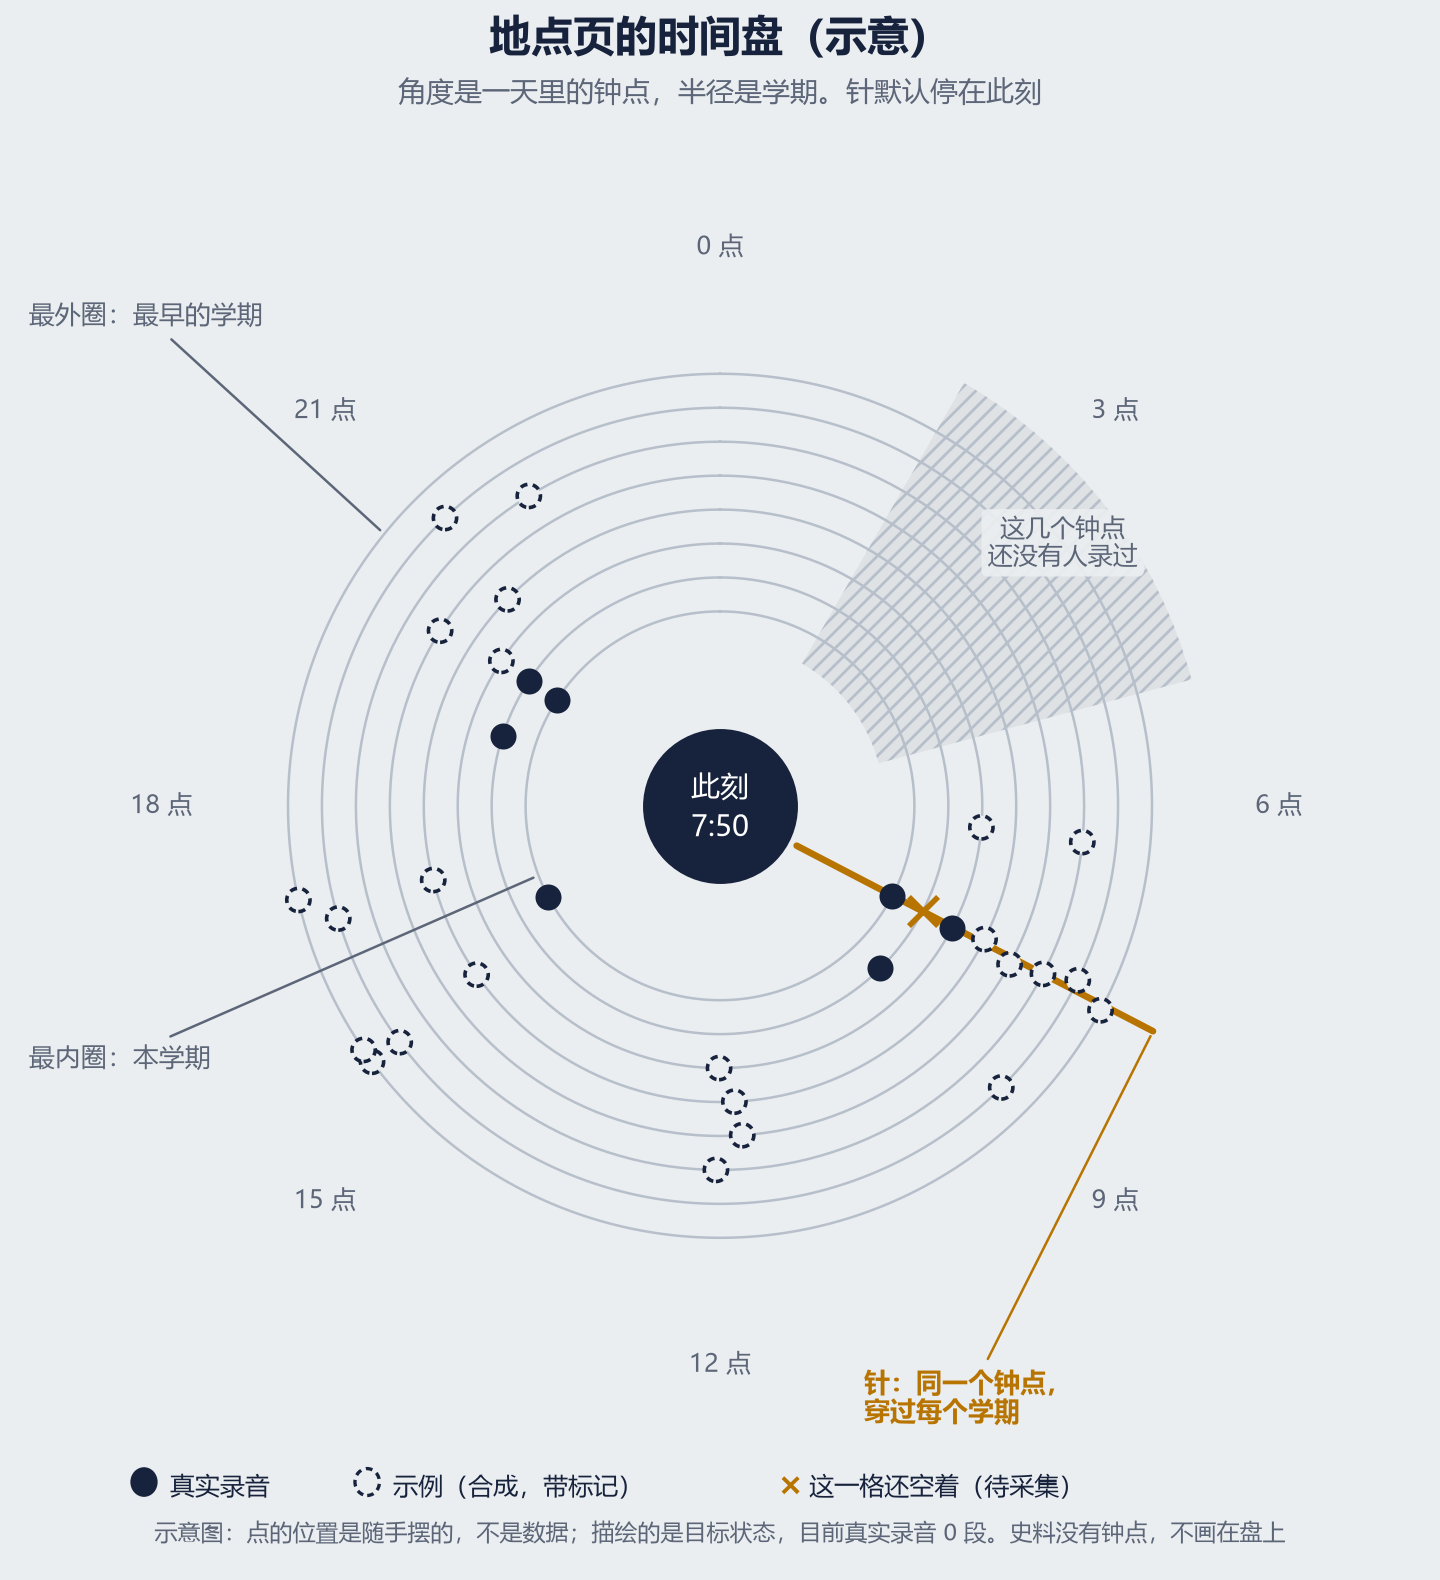 地点页的时间盘（示意）
角度是一天里的钟点，半径是学期。针默认停在此刻
0 点
最外圈：最早的学期
21 点
3 点
这几个钟点
还没有人录过
此刻
7:50
18 点
6 点
最内圈：本学期
15 点
9 点
12 点
针：同一个钟点，
穿过每个学期
真实录音
示例（合成，带标记）
这一格还空着（待采集）
示意图：点的位置是随手摆的，不是数据；描绘的是目标状态，目前真实录音 0 段。史料没有钟点，不画在盘上